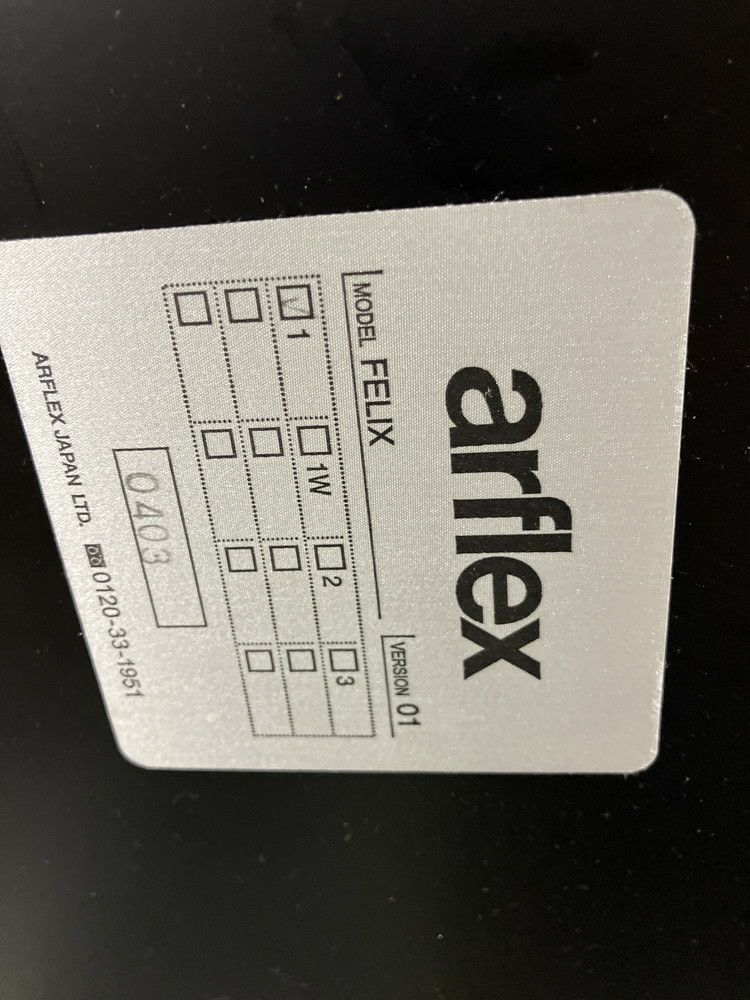 arflex
MODEL FELIX VERSION 01
☑1 ☐1W ☐2 ☐3
☐ ☐ ☐ ☐
☐ ☐ ☐ ☐
0403
ARFLEX JAPAN LTD. 0120-33-1951